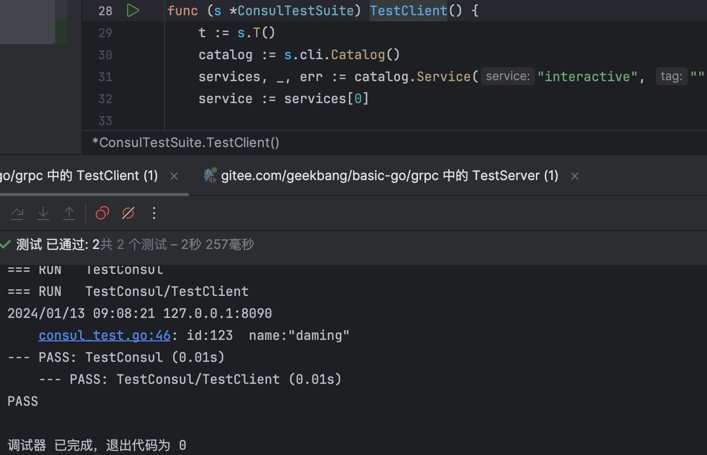 28 func (s *ConsulTestSuite) TestClient() {
29 t := s.T()
30 catalog := s.cli.Catalog()
31 services, _, err := catalog.Service( service: "interactive", tag: ""
32 service := services[0]
33
*ConsulTestSuite.TestClient()
go/grpc 中的 TestClient (1) × gitee.com/geekbang/basic-go/grpc 中的 TestServer (1) ×
测试 已通过: 2共 2 个测试 – 2秒 257毫秒
=== RUN TestConsul
=== RUN TestConsul/TestClient
2024/01/13 09:08:21 127.0.0.1:8090
consul_test.go:46: id:123 name:"daming"
--- PASS: TestConsul (0.01s)
--- PASS: TestConsul/TestClient (0.01s)
PASS
调试器 已完成，退出代码为 0